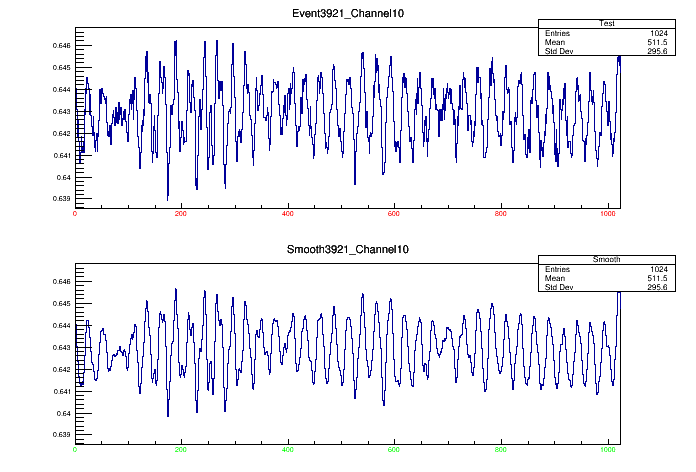 Event3921_Channel10
Test
Entries 1024
Mean 511.5
Std Dev 295.6
0.646
0.645
0.644
0.643
0.642
0.641
0.64
0.639
0 200 400 600 800 1000
Smooth3921_Channel10
Smooth
Entries 1024
Mean 511.5
Std Dev 295.6
0.646
0.645
0.644
0.643
0.642
0.641
0.64
0.639
0 200 400 600 800 1000